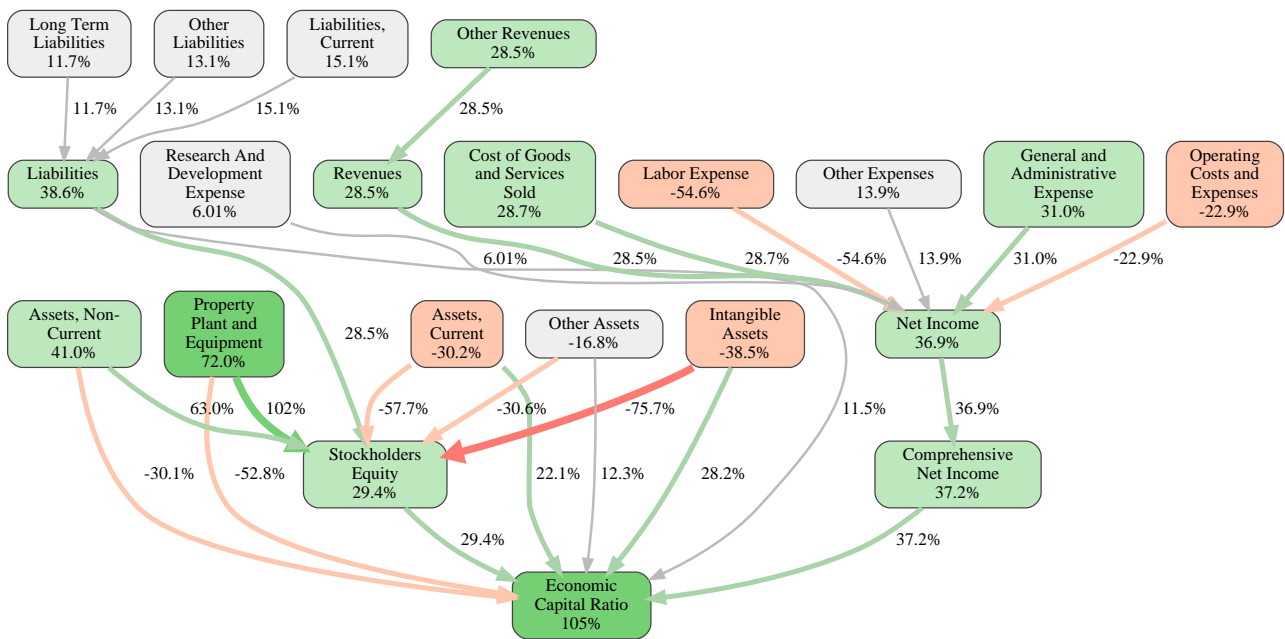 Long Term
Liabilities
11.7%
Other
Liabilities
13.1%
Liabilities,
Current
15.1%
Other Revenues
28.5%
11.7%
13.1%
15.1%
28.5%
Liabilities
38.6%
Research And
Development
Expense
6.01%
Revenues
28.5%
Cost of Goods
and Services
Sold
28.7%
Labor Expense
-54.6%
Other Expenses
13.9%
General and
Administrative
Expense
31.0%
Operating
Costs and
Expenses
-22.9%
6.01%
28.5%
28.7%
-54.6%
13.9%
31.0%
-22.9%
Assets, Non-
Current
41.0%
Property
Plant and
Equipment
72.0%
28.5%
Assets,
Current
-30.2%
Other Assets
-16.8%
Intangible
Assets
-38.5%
Net Income
36.9%
63.0%
102%
-57.7%
-30.6%
-75.7%
11.5%
36.9%
-30.1%
-52.8%
Stockholders
Equity
29.4%
22.1%
12.3%
28.2%
Comprehensive
Net Income
37.2%
29.4%
37.2%
Economic
Capital Ratio
105%